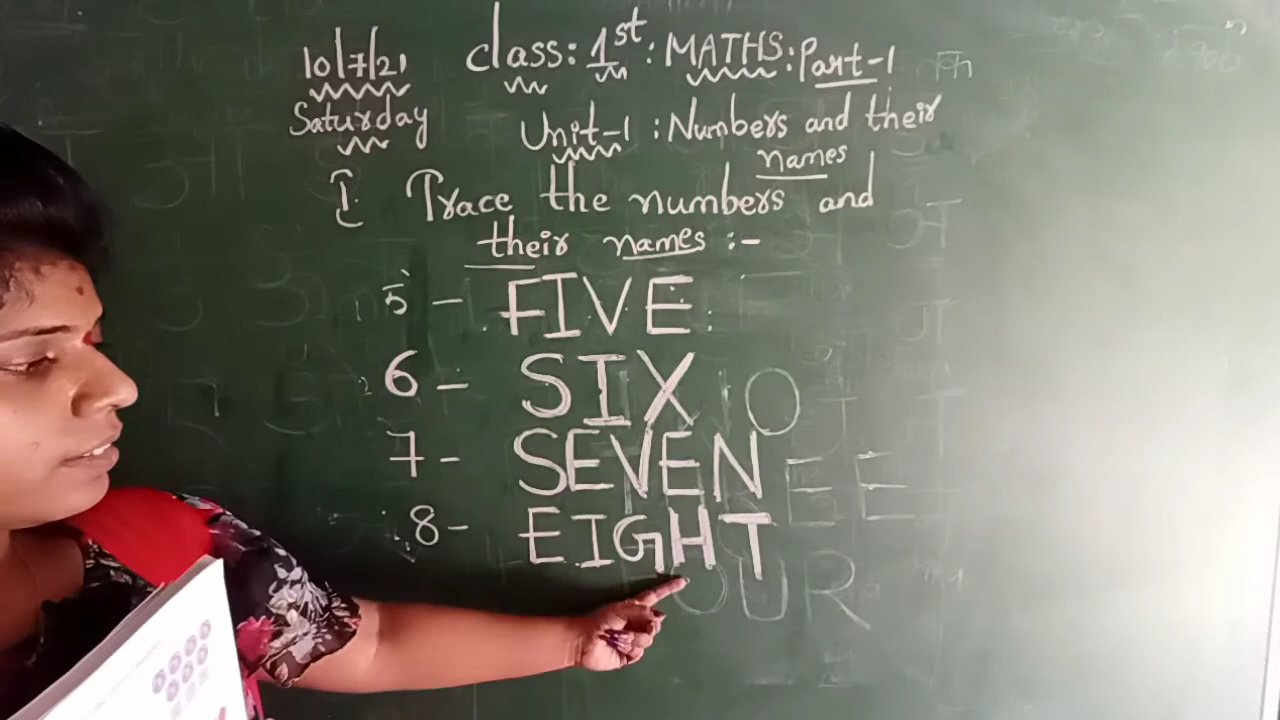 10/7/21 class: 1st: MATHS: Part-1
Saturday Unit-1 : Numbers and their
names
I Trace the numbers and
their names :-
5 - FIVE
6 - SIX
7 - SEVEN
8 - EIGHT